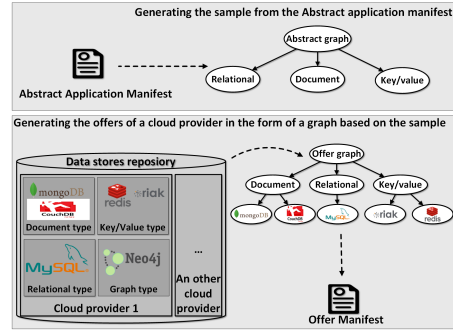 Generating the sample from the Abstract application manifest
Abstract graph
Relational
Document
Key/value
Abstract Application Manifest
Generating the offers of a cloud provider in the form of a graph based on the sample
Data stores reposiory
mongoDB
CouchDB
Document type
redis
riak
Key/Value type
MySQL
Relational type
Neo4j
Graph type
Cloud provider 1
...
An other
cloud
provider
Offer graph
Document
Relational
Key/value
mongoDB
CouchDB
MySQL
riak
redis
Offer Manifest